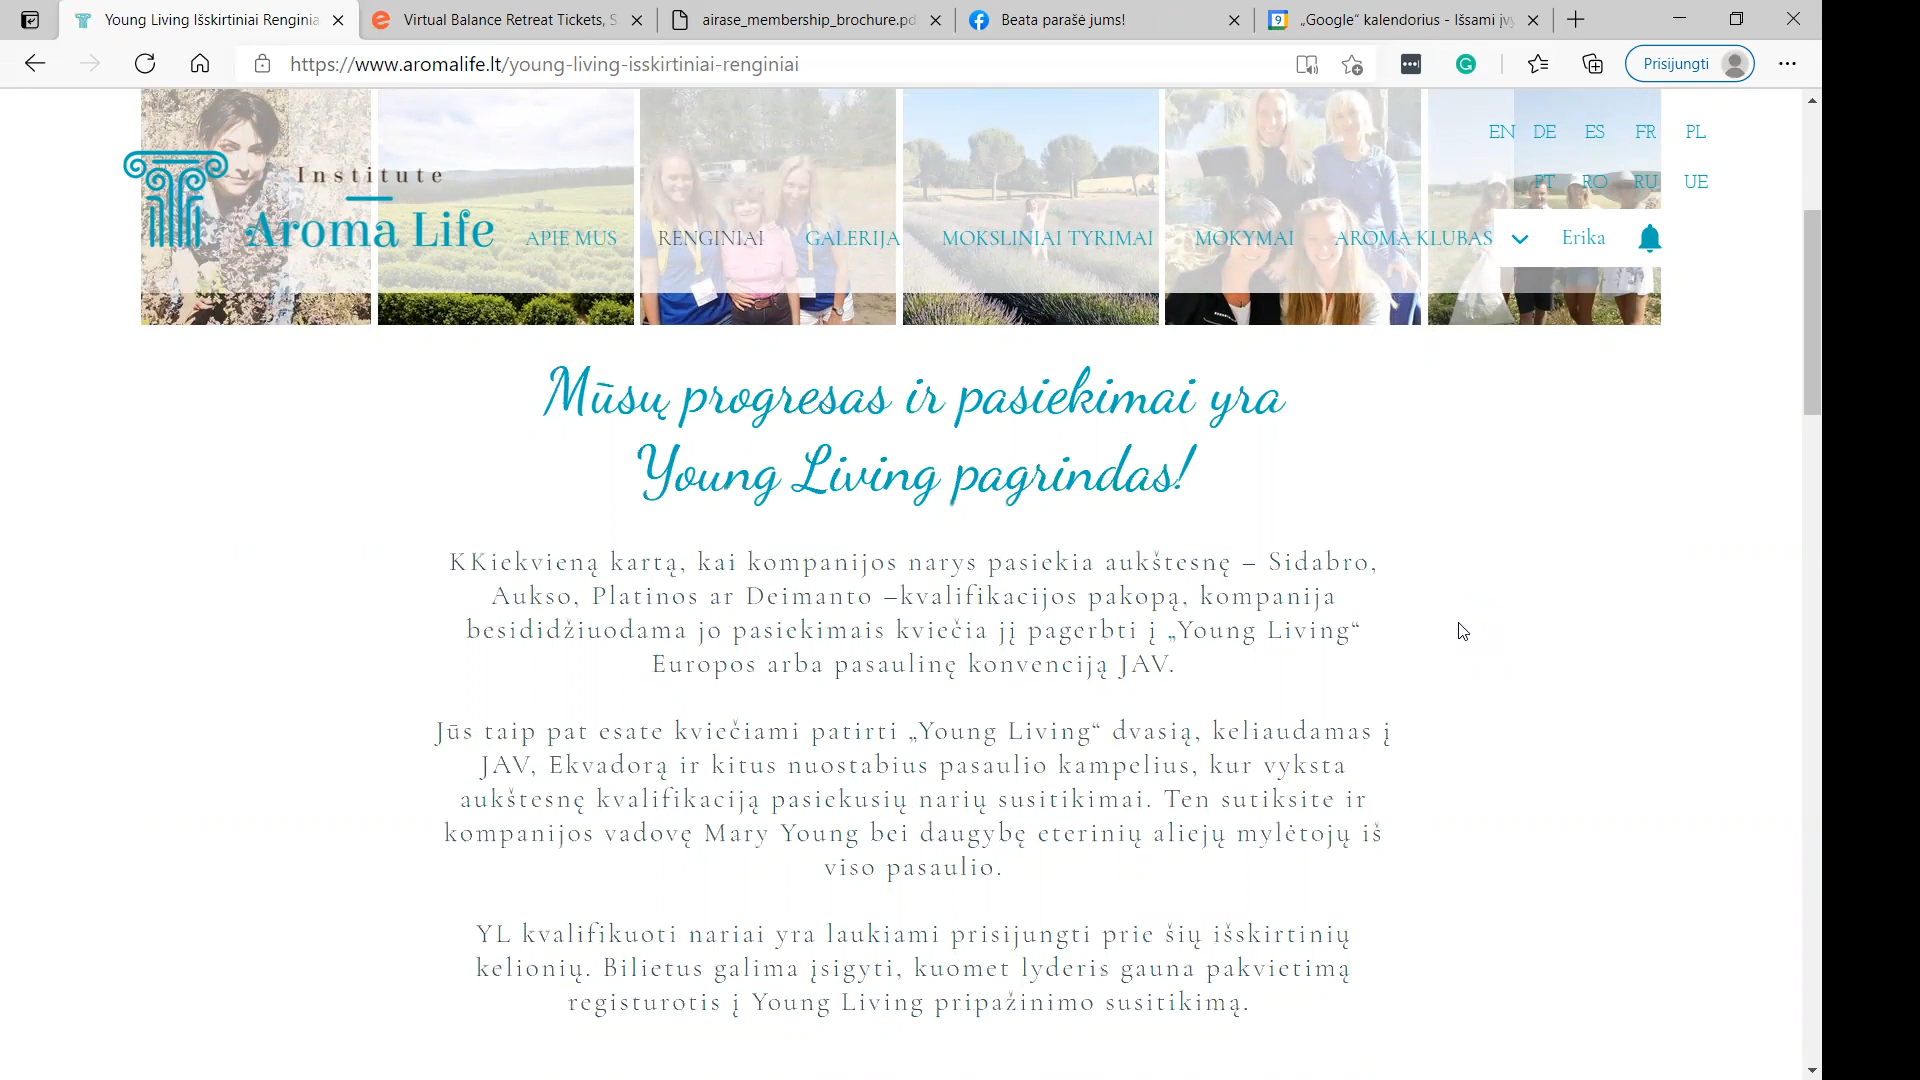 Young Living Išskirtiniai Renginia
Virtual Balance Retreat Tickets, S
airase_membership_brochure.pd
Beata parašė jums!
„Google“ kalendorius - Išsami įv
https://www.aromalife.lt/young-living-isskirtiniai-renginiai
Prisijungti
EN DE ES FR PL
PT RO RU UE
Institute
Aroma Life
APIE MUS RENGINIAI GALERIJA MOKSLINIAI TYRIMAI MOKYMAI AROMA KLUBAS Erika
Mūsų progresas ir pasiekimai yra
Young Living pagrindas!
KKiekvieną kartą, kai kompanijos narys pasiekia aukštesnę – Sidabro,
Aukso, Platinos ar Deimanto –kvalifikacijos pakopą, kompanija
besididžiuodama jo pasiekimais kviečia jį pagerbti į „Young Living“
Europos arba pasaulinę konvenciją JAV.
Jūs taip pat esate kviečiami patirti „Young Living“ dvasią, keliaudamas į
JAV, Ekvadorą ir kitus nuostabius pasaulio kampelius, kur vyksta
aukštesnę kvalifikaciją pasiekusių narių susitikimai. Ten sutiksite ir
kompanijos vadovę Mary Young bei daugybę eterinių aliejų mylėtojų iš
viso pasaulio.
YL kvalifikuoti nariai yra laukiami prisijungti prie šių išskirtinių
kelionių. Bilietus galima įsigyti, kuomet lyderis gauna pakvietimą
registurotis į Young Living pripažinimo susitikimą.